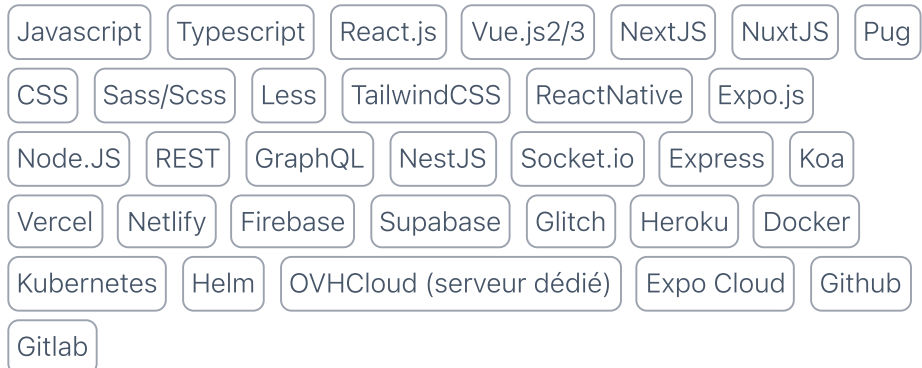 Javascript Typescript React.js Vue.js2/3 NextJS NuxtJS Pug
CSS Sass/Scss Less TailwindCSS ReactNative Expo.js
Node.JS REST GraphQL NestJS Socket.io Express Koa
Vercel Netlify Firebase Supabase Glitch Heroku Docker
Kubernetes Helm OVHCloud (serveur dédié) Expo Cloud Github
Gitlab